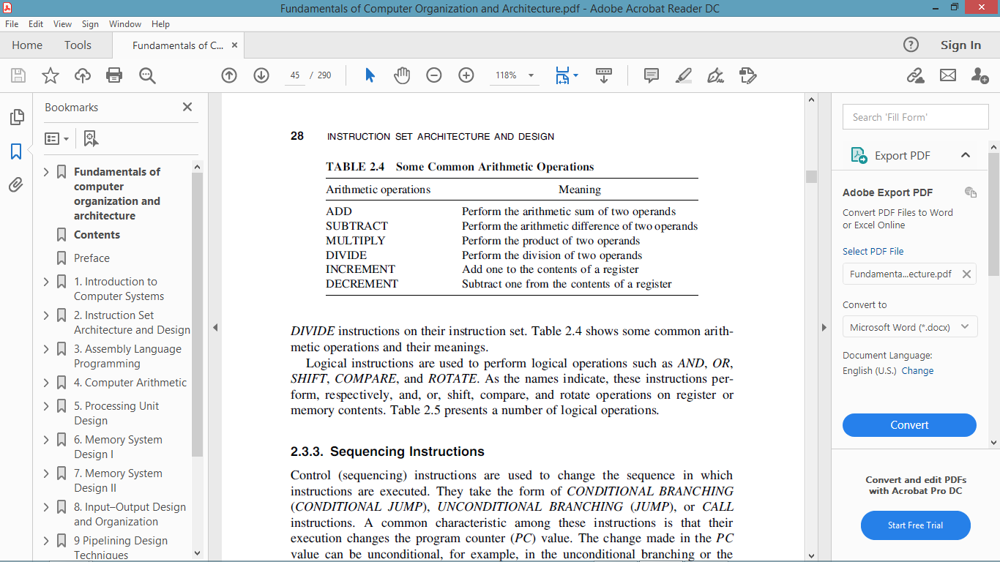 Fundamentals of Computer Organization and Architecture.pdf - Adobe Acrobat Reader DC
File Edit View Sign Window Help
Home Tools Fundamentals of C... × Sign In
45 / 290 118%
Bookmarks
Fundamentals of
computer
organization and
architecture
Contents
Preface
1. Introduction to
Computer Systems
2. Instruction Set
Architecture and Design
3. Assembly Language
Programming
4. Computer Arithmetic
5. Processing Unit
Design
6. Memory System
Design I
7. Memory System
Design II
8. Input–Output Design
and Organization
9 Pipelining Design
Techniques
28 INSTRUCTION SET ARCHITECTURE AND DESIGN
TABLE 2.4 Some Common Arithmetic Operations
Arithmetic operations Meaning
ADD Perform the arithmetic sum of two operands
SUBTRACT Perform the arithmetic difference of two operands
MULTIPLY Perform the product of two operands
DIVIDE Perform the division of two operands
INCREMENT Add one to the contents of a register
DECREMENT Subtract one from the contents of a register
DIVIDE instructions on their instruction set. Table 2.4 shows some common arith-
metic operations and their meanings.
Logical instructions are used to perform logical operations such as AND, OR,
SHIFT, COMPARE, and ROTATE. As the names indicate, these instructions per-
form, respectively, and, or, shift, compare, and rotate operations on register or
memory contents. Table 2.5 presents a number of logical operations.
2.3.3. Sequencing Instructions
Control (sequencing) instructions are used to change the sequence in which
instructions are executed. They take the form of CONDITIONAL BRANCHING
(CONDITIONAL JUMP), UNCONDITIONAL BRANCHING (JUMP), or CALL
instructions. A common characteristic among these instructions is that their
execution changes the program counter (PC) value. The change made in the PC
value can be unconditional, for example, in the unconditional branching or the
Search 'Fill Form'
Export PDF
Adobe Export PDF
Convert PDF Files to Word
or Excel Online
Select PDF File
Fundamenta...ecture.pdf
Convert to
Microsoft Word (*.docx)
Document Language:
English (U.S.) Change
Convert
Convert and edit PDFs
with Acrobat Pro DC
Start Free Trial